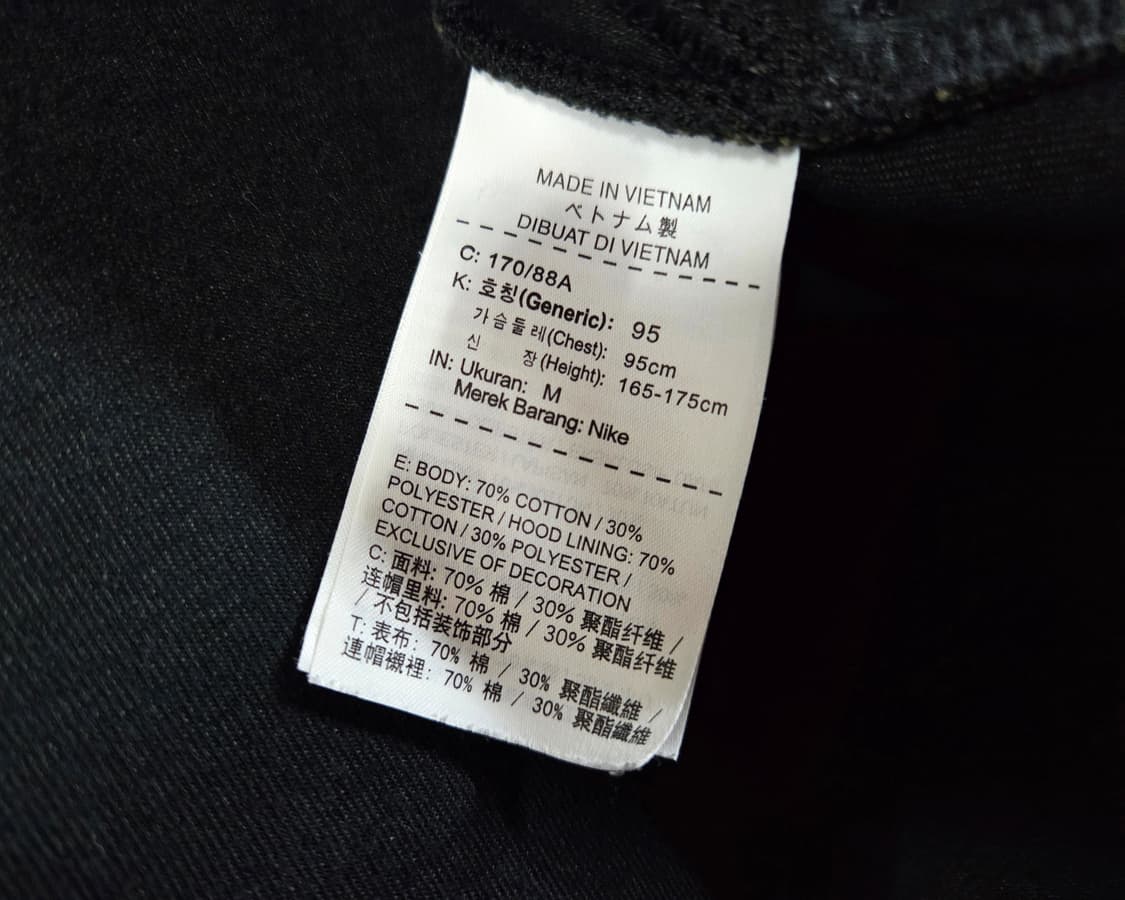 MADE IN VIETNAM
ベトナム製
DIBUAT DI VIETNAM
C: 170/88A
K: 호칭(Generic): 95
가슴둘레(Chest): 95cm
신 장(Height): 165-175cm
IN: Ukuran: M
Merek Barang: Nike
E: BODY: 70% COTTON / 30%
POLYESTER / HOOD LINING: 70%
COTTON / 30% POLYESTER /
EXCLUSIVE OF DECORATION
C: 面料: 70% 棉 / 30% 聚酯纤维 /
连帽里料: 70% 棉 / 30% 聚酯纤维
/ 不包括装饰部分
T: 表布: 70% 棉 / 30% 聚酯纖維 /
連帽襯裡: 70% 棉 / 30% 聚酯纖維